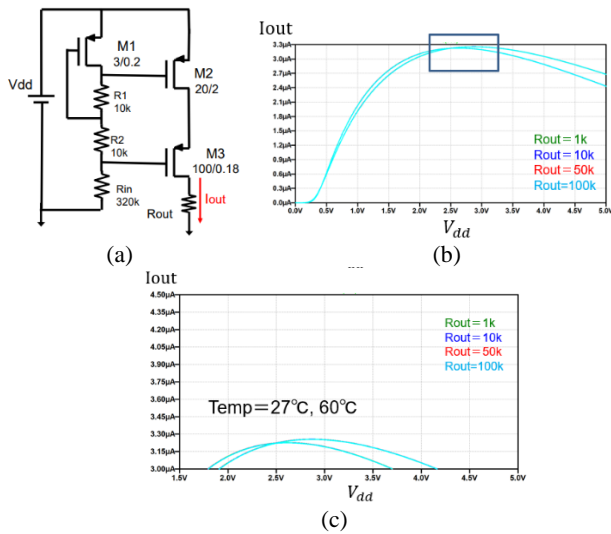 M1
3/0.2
Vdd
R1
10k
M2
20/2
R2
10k
M3
100/0.18
Rin
320k
Iout
Rout
(a)
Iout
3.3μA
3.0μA
2.7μA
2.4μA
2.1μA
1.8μA
1.5μA
1.2μA
0.9μA
0.6μA
0.3μA
0.0μA
0.0V 0.5V 1.0V 1.5V 2.0V 2.5V 3.0V 3.5V 4.0V 4.5V 5.0V
Rout=1k
Rout=10k
Rout=50k
Rout=100k
V_dd
(b)
Iout
4.50μA
4.35μA
4.20μA
4.05μA
3.90μA
3.75μA
3.60μA
3.45μA
3.30μA
3.15μA
3.00μA
1.5V 2.0V 2.5V 3.0V 3.5V 4.0V 4.5V 5.0V
Rout=1k
Rout=10k
Rout=50k
Rout=100k
Temp=27℃, 60℃
V_dd
(c)